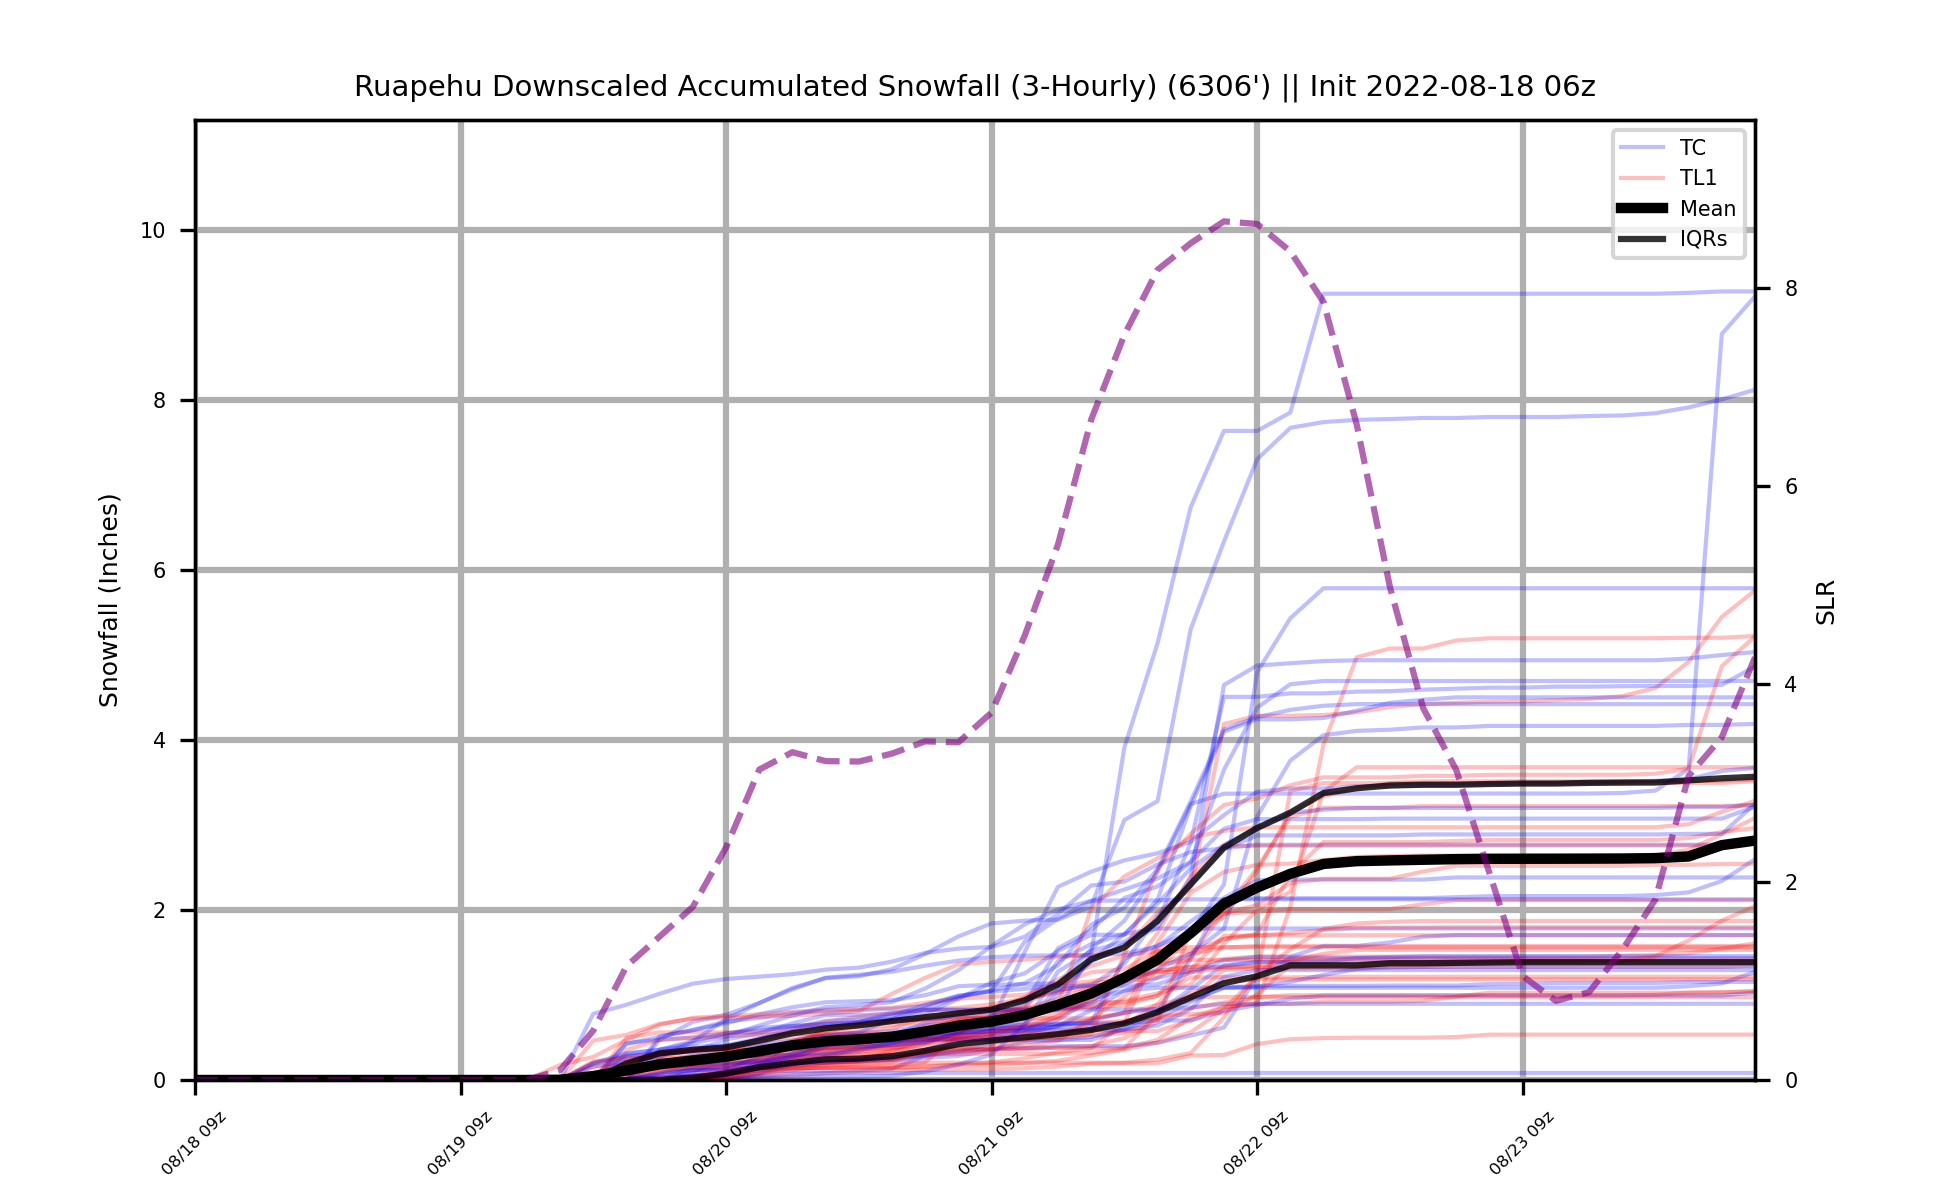 Ruapehu Downscaled Accumulated Snowfall (3-Hourly) (6306') || Init 2022-08-18 06z
TC
TL1
Mean
IQRs
Snowfall (Inches)
10
8
6
4
2
0
SLR
8
6
4
2
0
08/18 09z
08/19 09z
08/20 09z
08/21 09z
08/22 09z
08/23 09z